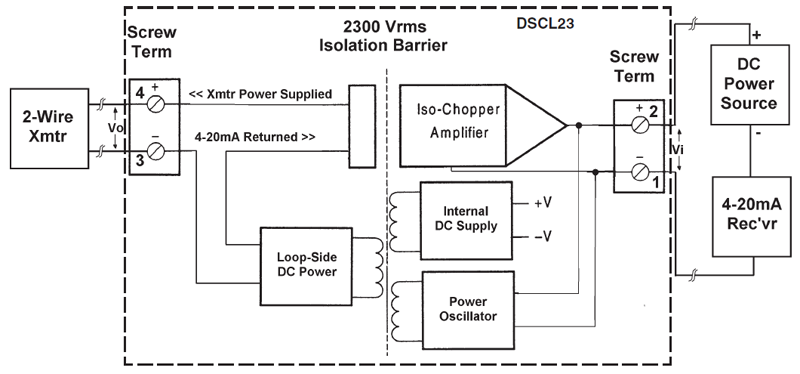 2300 Vrms
Isolation Barrier
DSCL23
Screw
Term
Screw
Term
2-Wire
Xmtr
Vo
4
+
−
3
<< Xmtr Power Supplied
4-20mA Returned >>
Iso-Chopper
Amplifier
Loop-Side
DC Power
Internal
DC Supply
+V
−V
Power
Oscillator
2
+
−
1
Vi
+
DC
Power
Source
-
4-20mA
Rec'vr